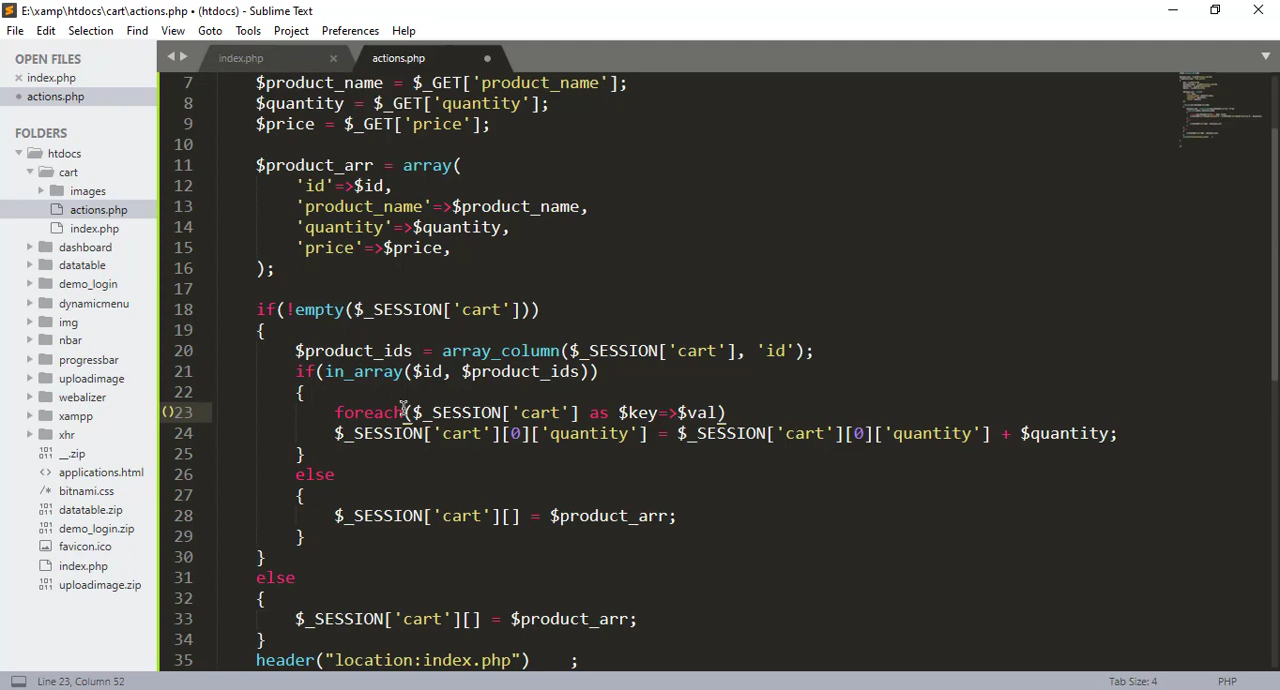 E:\xamp\htdocs\cart\actions.php • (htdocs) - Sublime Text
File Edit Selection Find View Goto Tools Project Preferences Help
OPEN FILES
index.php
actions.php
FOLDERS
htdocs
cart
images
actions.php
index.php
dashboard
datatable
demo_login
dynamicmenu
img
nbar
progressbar
uploadimage
webalizer
xampp
xhr
__.zip
applications.html
bitnami.css
datatable.zip
demo_login.zip
favicon.ico
index.php
uploadimage.zip
index.php actions.php
7 $product_name = $_GET['product_name'];
8 $quantity = $_GET['quantity'];
9 $price = $_GET['price'];
10
11 $product_arr = array(
12 'id'=>$id,
13 'product_name'=>$product_name,
14 'quantity'=>$quantity,
15 'price'=>$price,
16 );
17
18 if(!empty($_SESSION['cart']))
19 {
20 $product_ids = array_column($_SESSION['cart'], 'id');
21 if(in_array($id, $product_ids))
22 {
23 foreach($_SESSION['cart'] as $key=>$val)
24 $_SESSION['cart'][0]['quantity'] = $_SESSION['cart'][0]['quantity'] + $quantity;
25 }
26 else
27 {
28 $_SESSION['cart'][] = $product_arr;
29 }
30 }
31 else
32 {
33 $_SESSION['cart'][] = $product_arr;
34 }
35 header("location:index.php") ;
Line 23, Column 52 Tab Size: 4 PHP